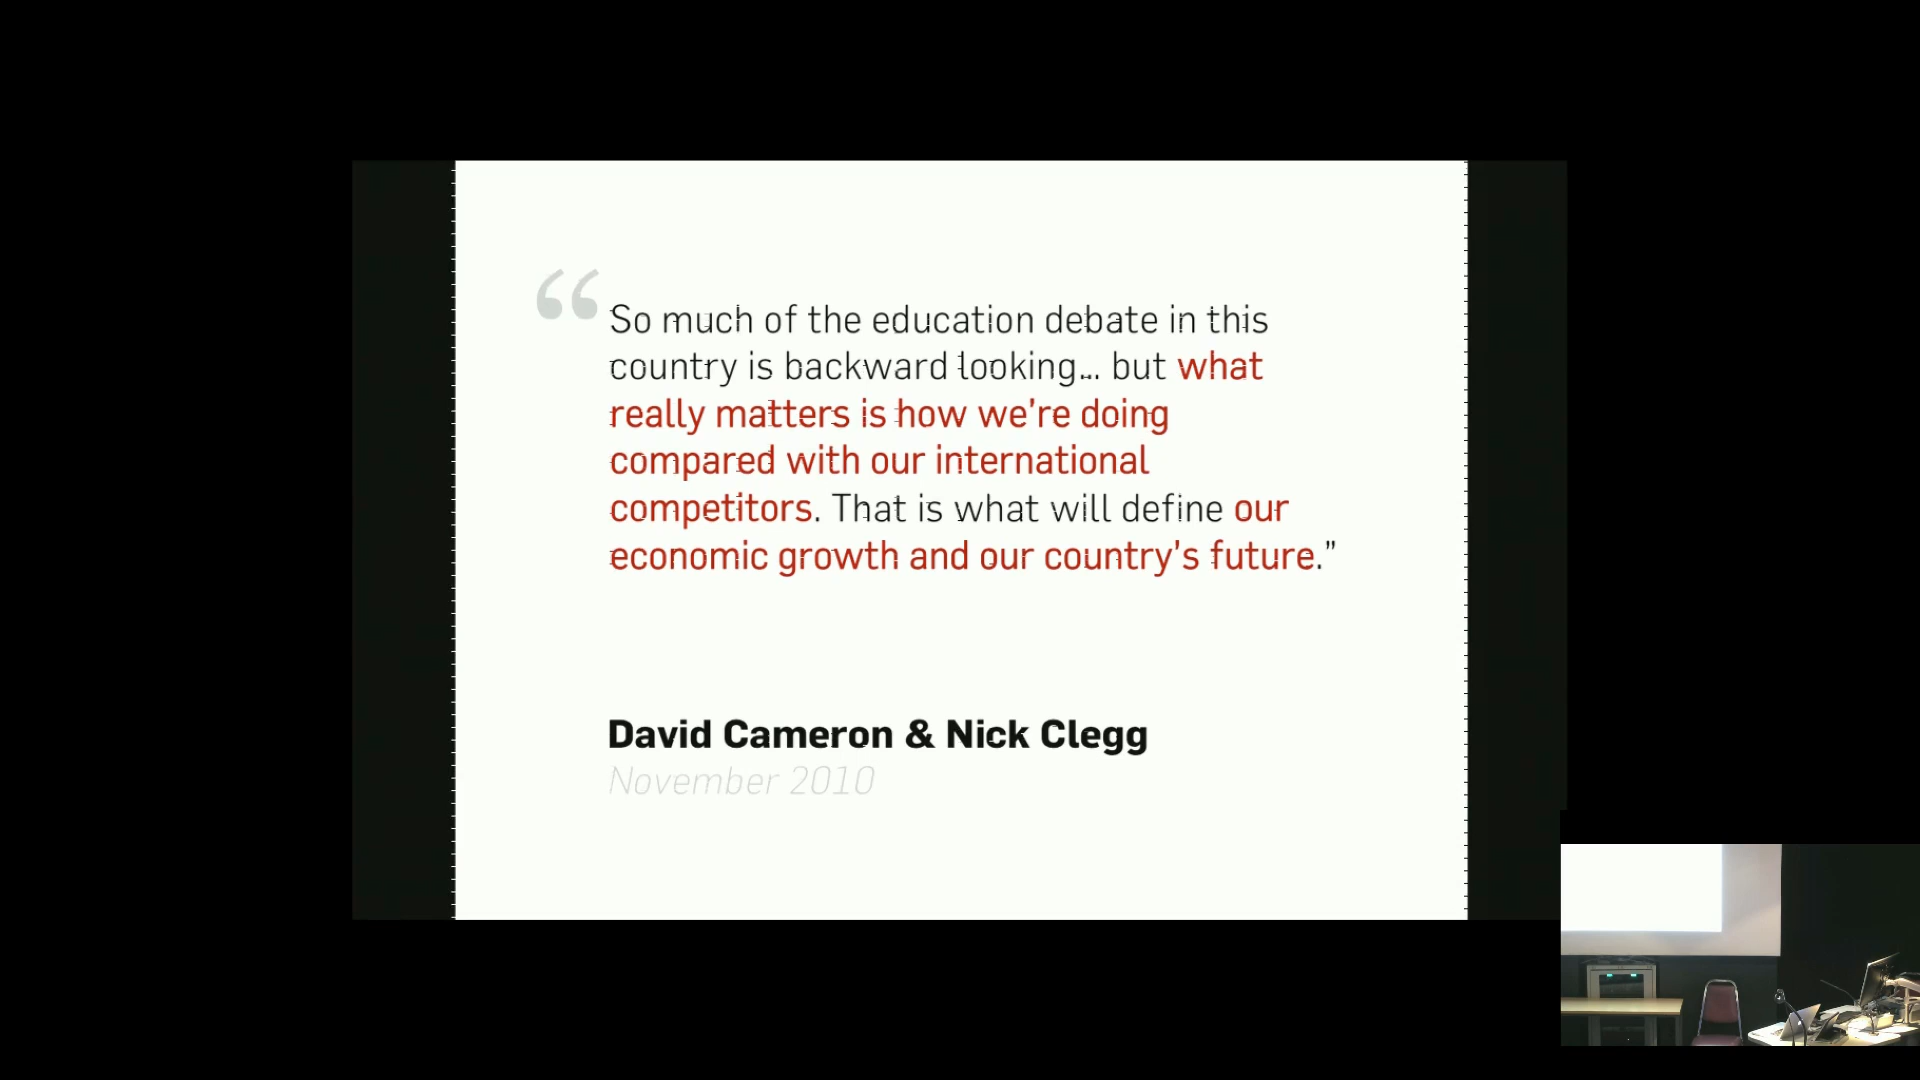 “So much of the education debate in this
country is backward looking... but what
really matters is how we're doing
compared with our international
competitors. That is what will define our
economic growth and our country's future.”
David Cameron & Nick Clegg
November 2010